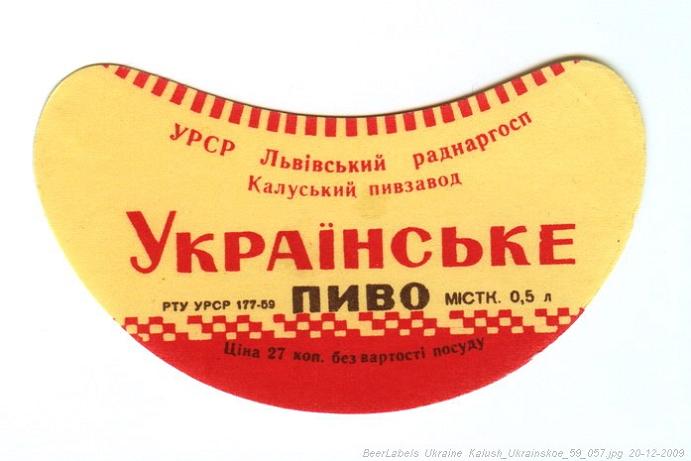 УРСР Львівський раднаргосп
Калуський пивзавод
УКРАЇНСЬКЕ
РТУ УРСР 177-59 ПИВО МІСТК. 0,5 л
Ціна 27 коп. без вартості посуду
BeerLabels Ukraine Kalush_Ukrainskoe_59_057.jpg 20-12-2009